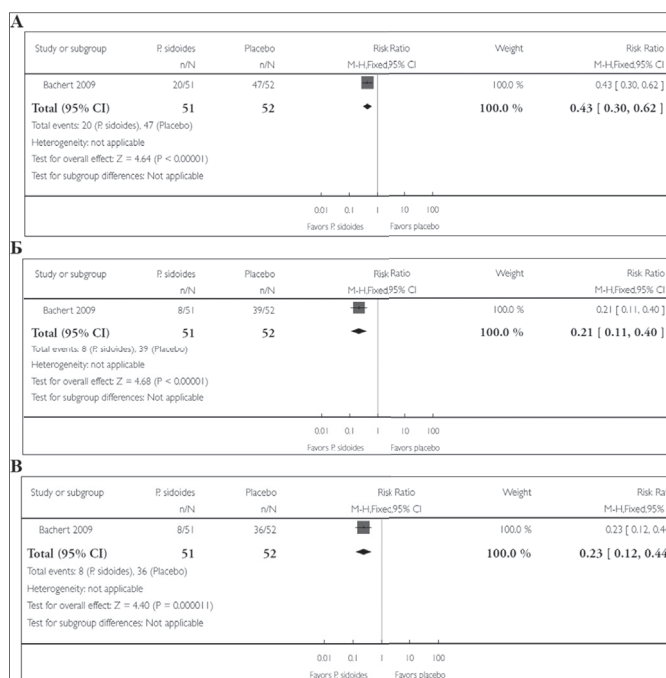 А
Study or subgroup P. sidoides Placebo Risk Ratio Weight Risk Ratio
n/N n/N M-H,Fixed,95% CI M-H,Fixed,95% CI
Bachert 2009 20/51 47/52 100.0 % 0.43 [ 0.30, 0.62 ]
Total (95% CI) 51 52 100.0 % 0.43 [ 0.30, 0.62 ]
Total events: 20 (P. sidoides), 47 (Placebo)
Heterogeneity: not applicable
Test for overall effect: Z = 4.64 (P < 0.00001)
Test for subgroup differences: Not applicable
0.01 0.1 1 10 100
Favors P. sidoides Favors placebo
Б
Study or subgroup P. sidoides Placebo Risk Ratio Weight Risk Ratio
n/N n/N M-H,Fixed,95% CI M-H,Fixed,95% CI
Bachert 2009 8/51 39/52 100.0 % 0.21 [ 0.11, 0.40 ]
Total (95% CI) 51 52 100.0 % 0.21 [ 0.11, 0.40 ]
Total events: 8 (P. sidoides), 39 (Placebo)
Heterogeneity: not applicable
Test for overall effect: Z = 4.68 (P < 0.00001)
Test for subgroup differences: Not applicable
0.01 0.1 1 10 100
Favors P. sidoides Favors placebo
В
Study or subgroup P. sidoides Placebo Risk Ratio Weight Risk Ra
n/N n/N M-H,Fixed,95% CI M-H,Fixed,95%
Bachert 2009 8/51 36/52 100.0 % 0.23 [ 0.12, 0.4
Total (95% CI) 51 52 100.0 % 0.23 [ 0.12, 0.44
Total events: 8 (P. sidoides), 36 (Placebo)
Heterogeneity: not applicable
Test for overall effect: Z = 4.40 (P = 0.000011)
Test for subgroup differences: Not applicable
0.01 0.1 1 10 100
Favors P. sidoides Favors placebo